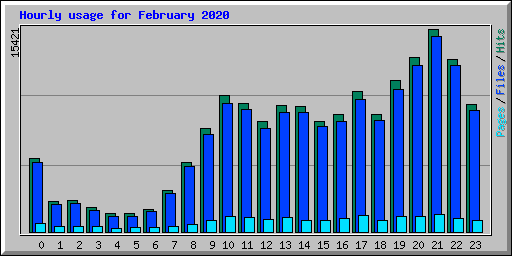 Hourly usage for February 2020
15421
Pages/Files/Hits
0 1 2 3 4 5 6 7 8 9 10 11 12 13 14 15 16 17 18 19 20 21 22 23